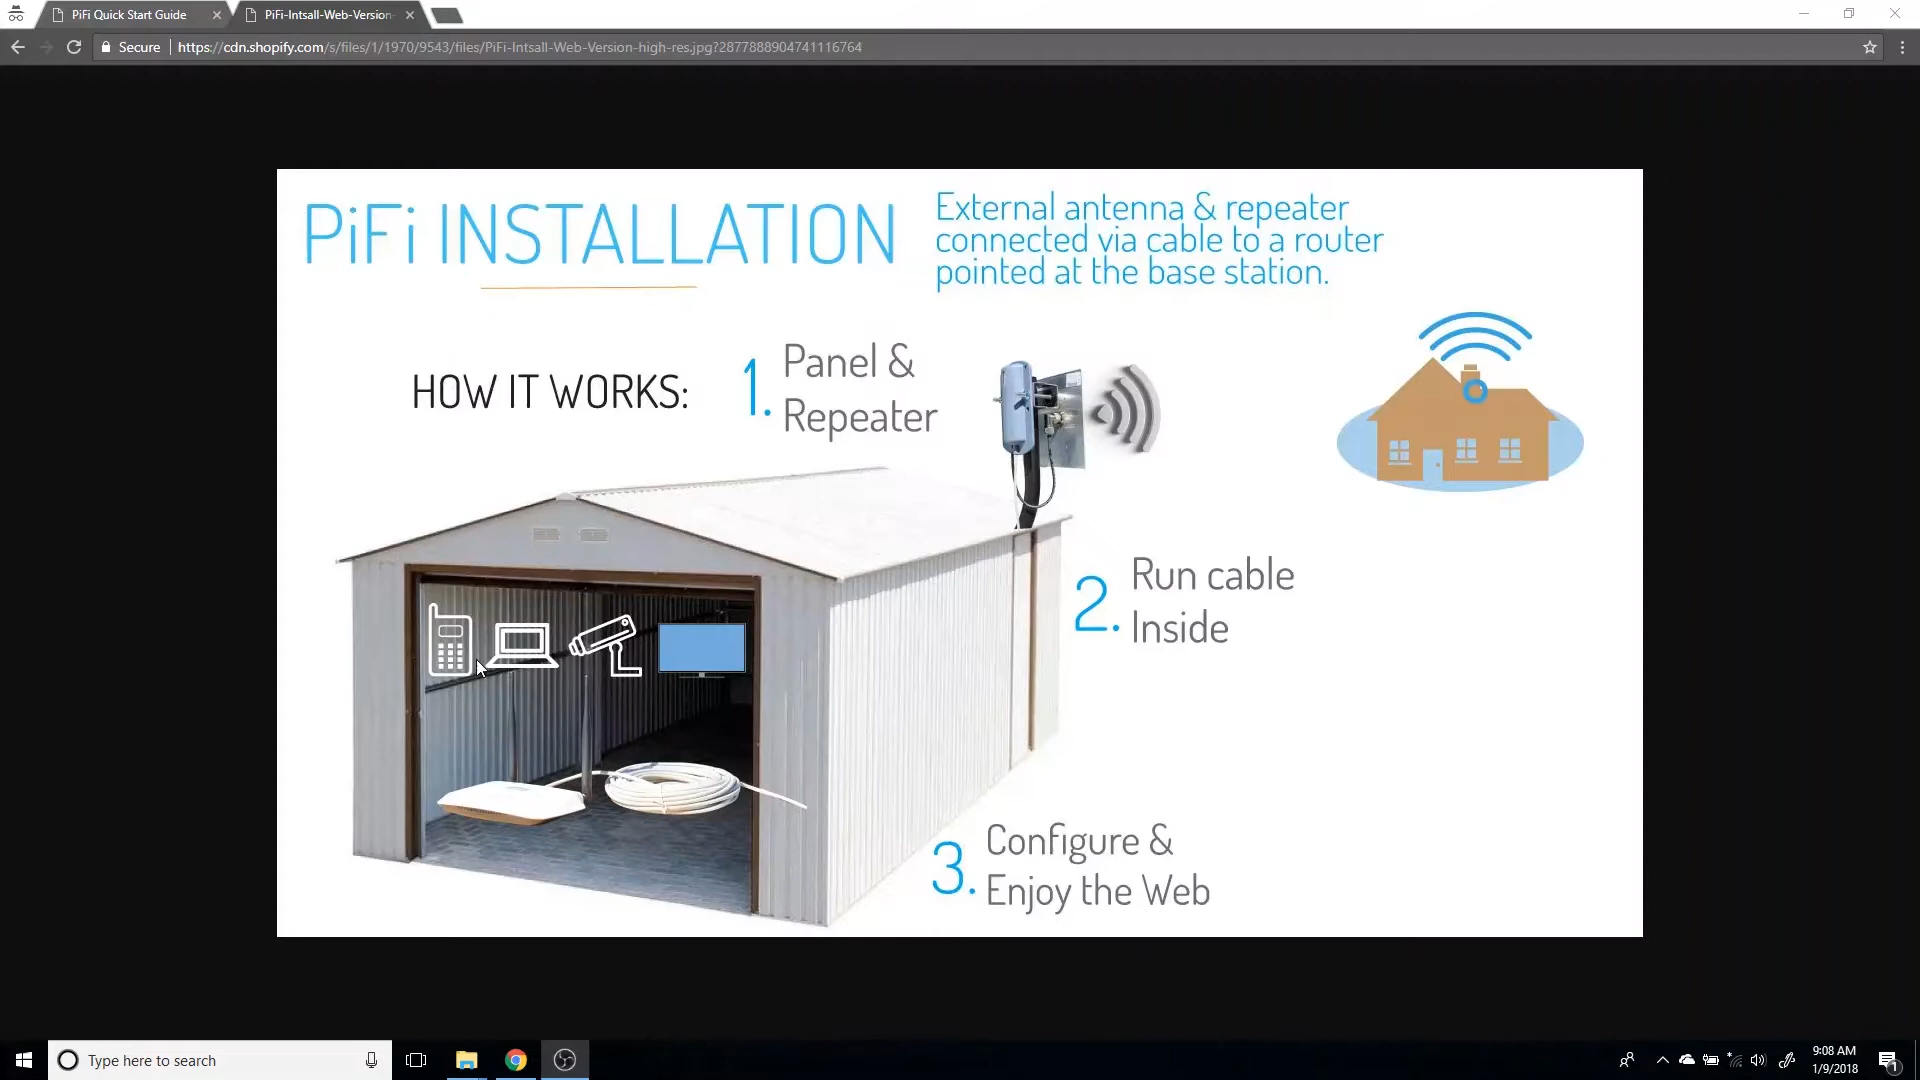 PiFi Quick Start Guide
PiFi-Intsall-Web-Version-
Secure
https://cdn.shopify.com/s/files/1/1970/9543/files/PiFi-Intsall-Web-Version-high-res.jpg?2877888904741116764
PiFi INSTALLATION
External antenna & repeater
connected via cable to a router
pointed at the base station.
HOW IT WORKS:
1. Panel &
Repeater
2. Run cable
Inside
3. Configure &
Enjoy the Web
Type here to search
9:08 AM
1/9/2018
1